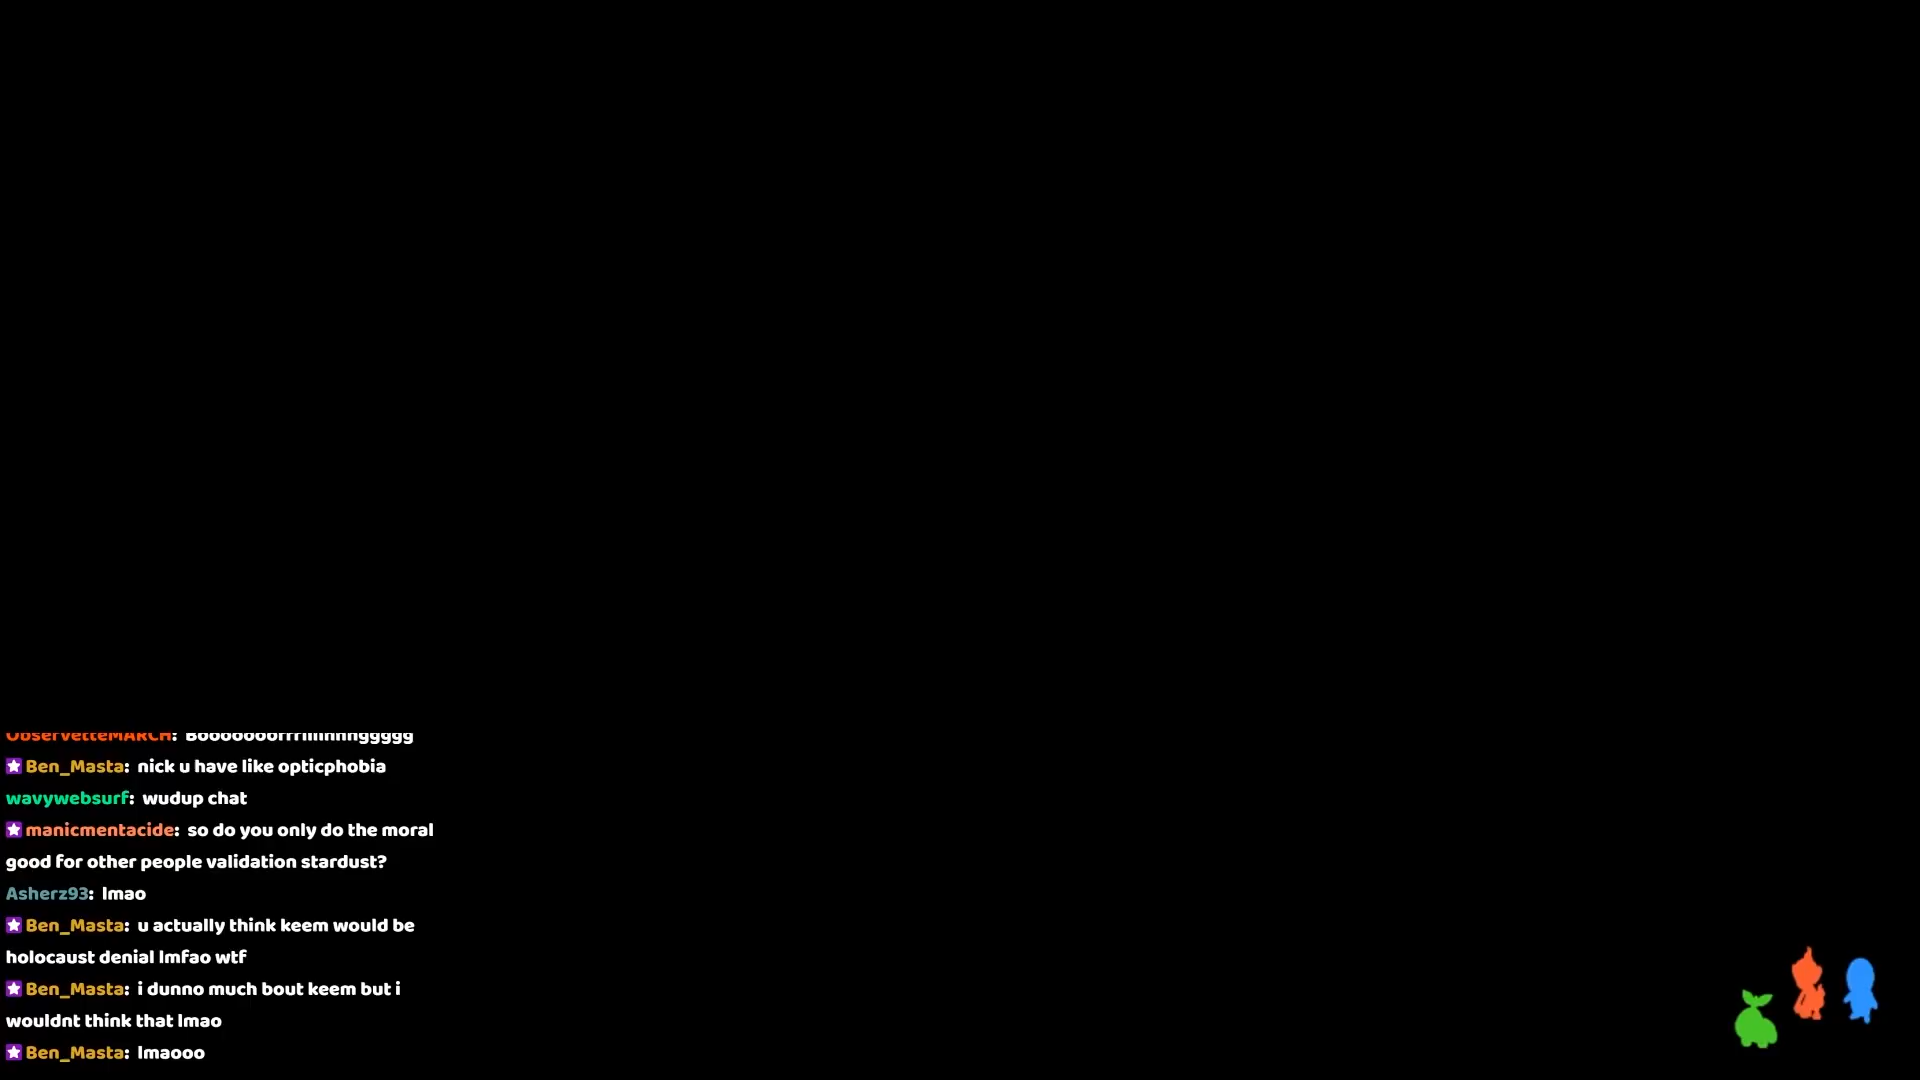 ObservetteMARCH: Booooooorrriiiinnnggggg
Ben_Masta: nick u have like opticphobia
wavywebsurf: wudup chat
manicmentacide: so do you only do the moral
good for other people validation stardust?
Asherz93: lmao
Ben_Masta: u actually think keem would be
holocaust denial lmfao wtf
Ben_Masta: i dunno much bout keem but i
wouldnt think that lmao
Ben_Masta: lmaooo